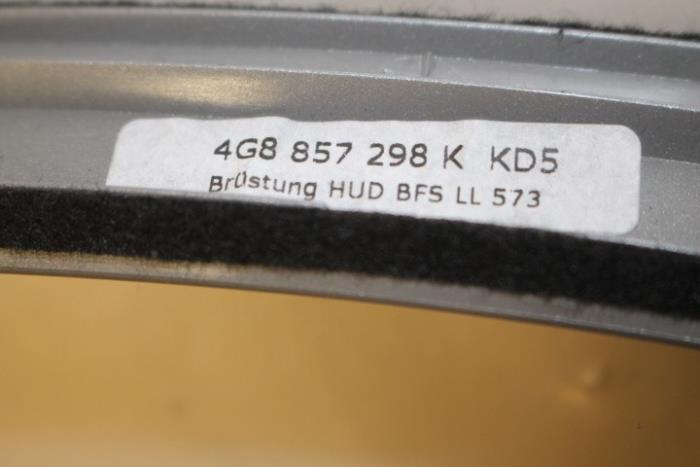 4G8 857 298 K KD5
Brüstung HUD BFS LL 573